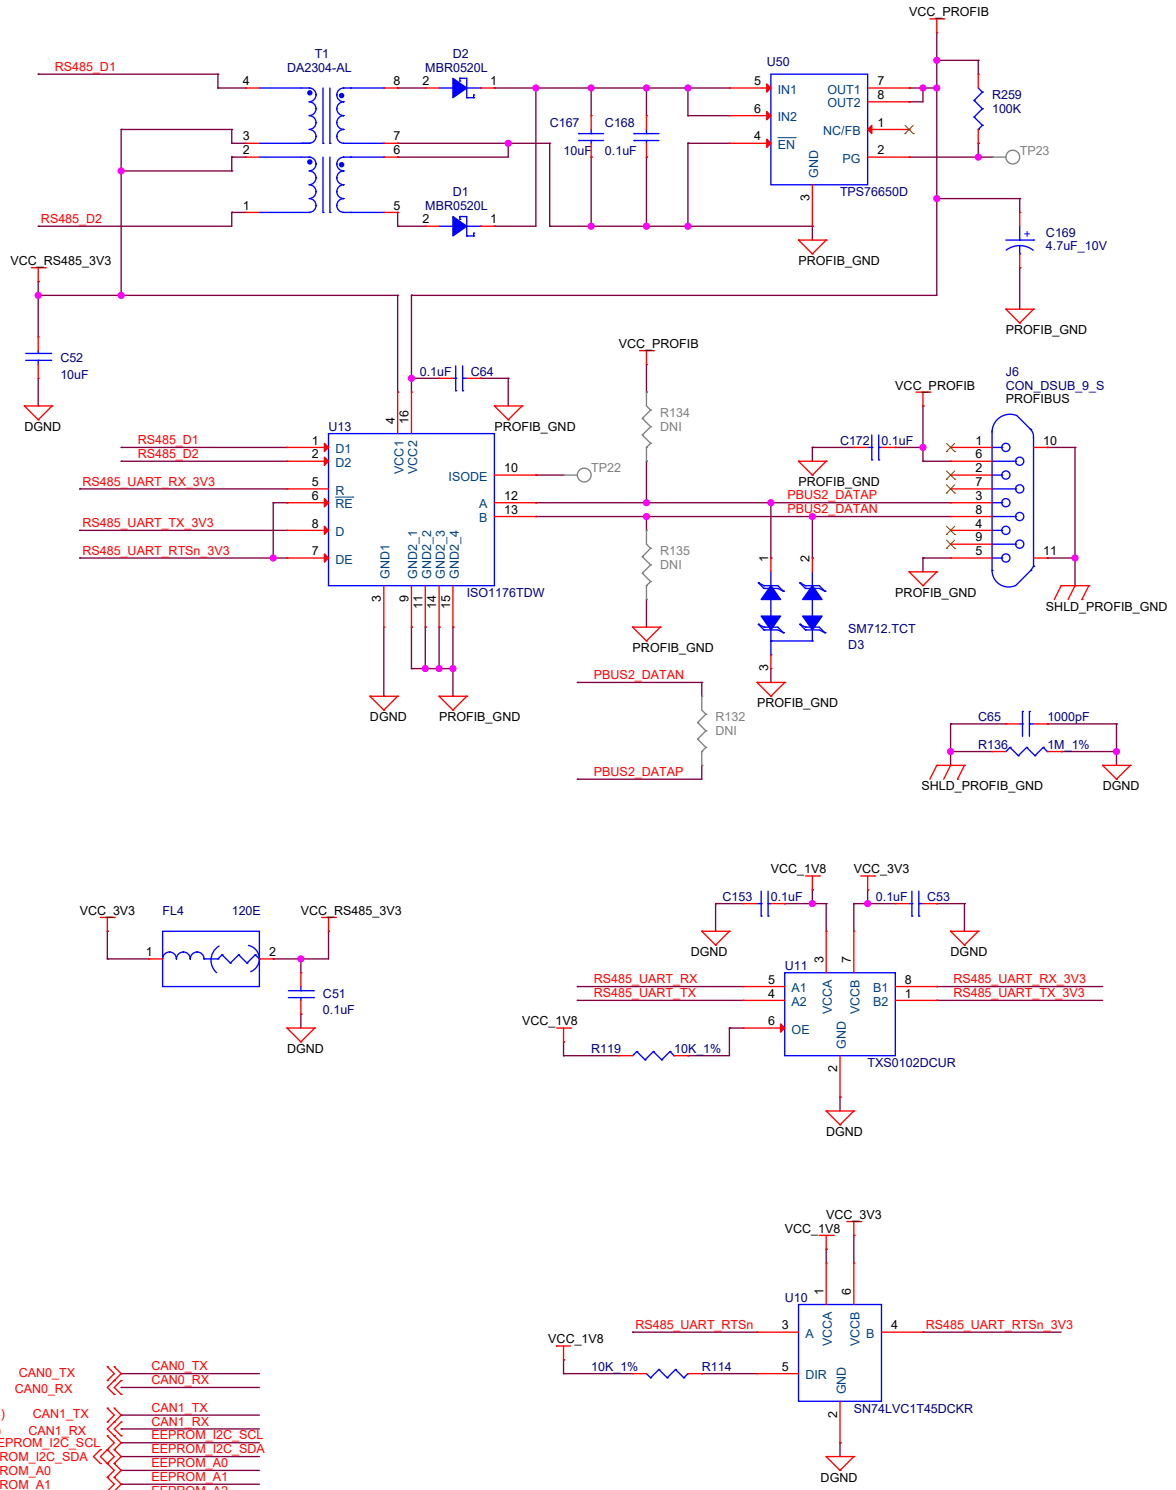 VCC_PROFIB
RS485_D1
T1
DA2304-AL
D2
MBR0520L
U50
4
8
2
1
5
IN1
OUT1
7
OUT2
8
6
IN2
R259
100K
C167
10uF
C168
0.1uF
NC/FB
1
3
7
4
EN
2
6
PG
2
TP23
GND
TPS76650D
3
D1
MBR0520L
RS485_D2
1
5
2
1
PROFIB_GND
C169
4.7uF_10V
+
PROFIB_GND
VCC_RS485_3V3
C52
10uF
DGND
VCC_PROFIB
0.1uF
C64
PROFIB_GND
R134
DNI
VCC_PROFIB
J6
CON_DSUB_9_S
PROFIBUS
U13
4
16
RS485_D1
1
D1
RS485_D2
2
D2
VCC1
VCC2
ISODE
10
TP22
RS485_UART_RX_3V3
5
R
6
RE
A
12
B
13
RS485_UART_TX_3V3
8
D
RS485_UART_RTSn_3V3
7
DE
GND1
GND2_1
GND2_2
GND2_3
GND2_4
ISO1176TDW
3
9
11
14
15
DGND
PROFIB_GND
C172
0.1uF
PROFIB_GND
PBUS2_DATAP
PBUS2_DATAN
1
6
2
7
3
8
4
9
5
10
11
PROFIB_GND
SHLD_PROFIB_GND
R135
DNI
PROFIB_GND
1
2
SM712.TCT
D3
3
PROFIB_GND
PBUS2_DATAN
R132
DNI
PBUS2_DATAP
C65
1000pF
R136
1M_1%
SHLD_PROFIB_GND
DGND
VCC_3V3
FL4
120E
VCC_RS485_3V3
1
2
C51
0.1uF
DGND
VCC_1V8
VCC_3V3
C153
0.1uF
0.1uF
C53
DGND
DGND
3
7
U11
RS485_UART_RX
5
A1
VCCA
VCCB
B1
8
RS485_UART_RX_3V3
RS485_UART_TX
4
A2
B2
1
RS485_UART_TX_3V3
VCC_1V8
6
OE
GND
R119
10K_1%
TXS0102DCUR
2
DGND
VCC_3V3
VCC_1V8
1
6
U10
RS485_UART_RTSn
3
A
VCCA
VCCB
B
4
RS485_UART_RTSn_3V3
VCC_1V8
10K_1%
R114
5
DIR
GND
SN74LVC1T45DCKR
2
DGND
CAN0_TX
CAN0_TX
CAN0_RX
CAN0_RX
)
CAN1_TX
CAN1_TX
CAN1_RX
CAN1_RX
EPROM_I2C_SCL
EEPROM_I2C_SCL
ROM_I2C_SDA
EEPROM_I2C_SDA
ROM_A0
EEPROM_A0
ROM_A1
EEPROM_A1